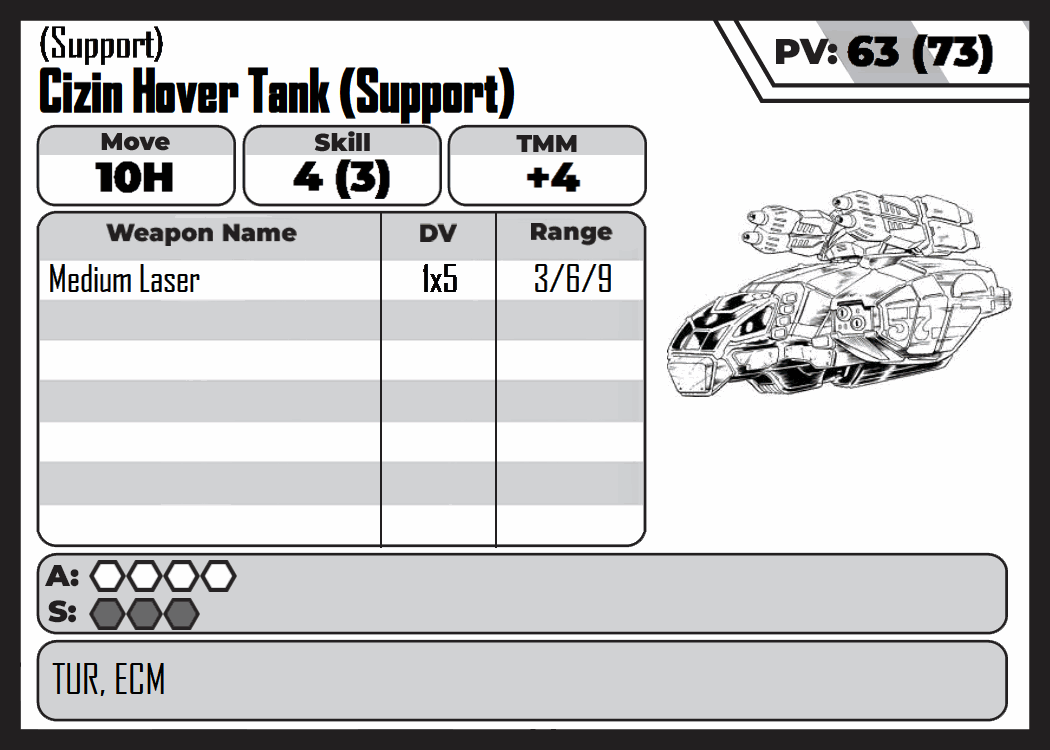 (Support)
Cizin Hover Tank (Support)
PV: 63 (73)
Move
10H
Skill
4 (3)
TMM
+4
Weapon Name DV Range
Medium Laser 1x5 3/6/9
A:
S:
TUR, ECM